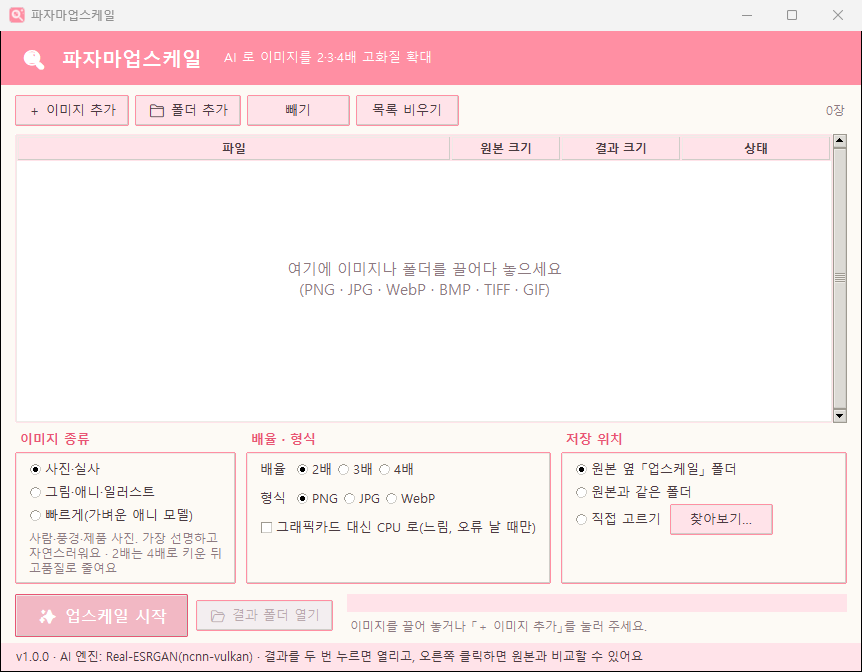 파자마업스케일
파자마업스케일 AI 로 이미지를 2·3·4배 고화질 확대
+ 이미지 추가 폴더 추가 빼기 목록 비우기 0장
파일 원본 크기 결과 크기 상태
여기에 이미지나 폴더를 끌어다 놓으세요
(PNG · JPG · WebP · BMP · TIFF · GIF)
이미지 종류
사진·실사
그림·애니·일러스트
빠르게(가벼운 애니 모델)
사람·풍경·제품 사진. 가장 선명하고
자연스러워요 · 2배는 4배로 키운 뒤
고품질로 줄여요
배율 · 형식
배율 2배 3배 4배
형식 PNG JPG WebP
그래픽카드 대신 CPU 로(느림, 오류 날 때만)
저장 위치
원본 옆 「업스케일」 폴더
원본과 같은 폴더
직접 고르기 찾아보기...
업스케일 시작 결과 폴더 열기
이미지를 끌어 놓거나 「+ 이미지 추가」를 눌러 주세요.
v1.0.0 · AI 엔진: Real-ESRGAN(ncnn-vulkan) · 결과를 두 번 누르면 열리고, 오른쪽 클릭하면 원본과 비교할 수 있어요